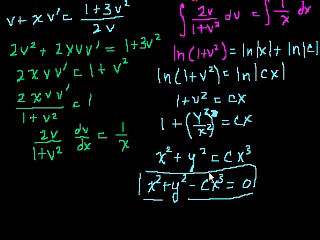 v + xv' = 1+3v² / 2v
2v² + 2xvv' = 1+3v²
2xvv' = 1+v²
2xvv' / 1+v² = 1
2v / 1+v² dv/dx = 1/x
∫ 2v / 1+v² dv = ∫ 1/x dx
ln(1+v²) = ln|x| + ln|c|
ln(1+v²) = ln|cx|
1+v² = cx
1 + (y²/x²) = cx
x² + y² = cx³
x² + y² - cx³ = 0